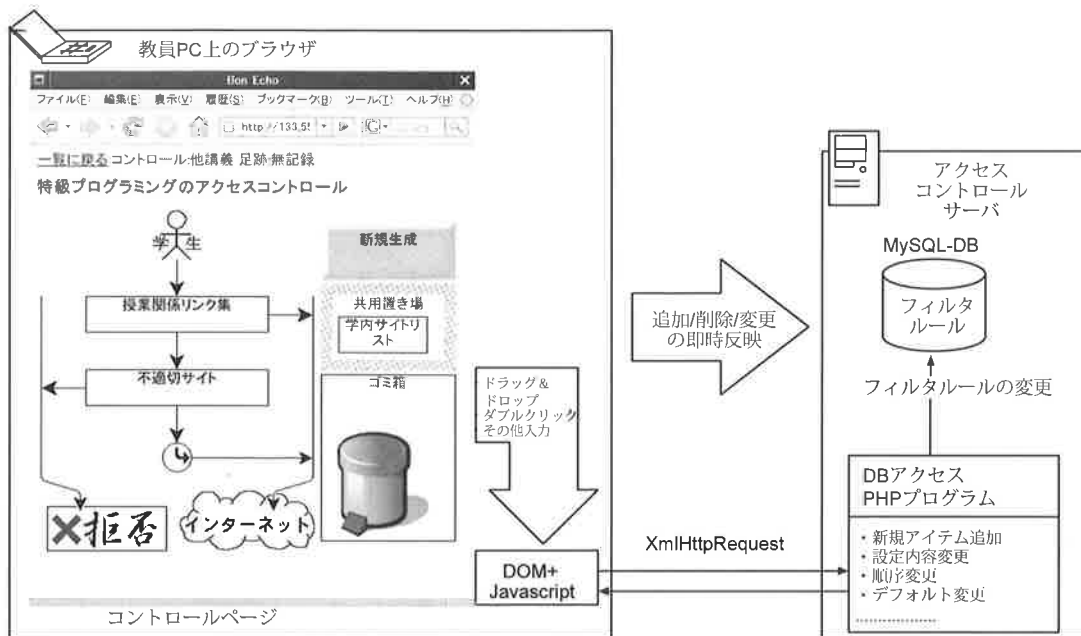 教員PC上のブラウザ
Bon Echo
ファイル(F) 編集(E) 表示(V) 履歴(S) ブックマーク(B) ツール(T) ヘルプ(H)
http://133.5
一覧に戻る コントロール:他講義 足跡:無記録
特級プログラミングのアクセスコントロール
学生
新規生成
授業関係リンク集
共用置き場
学内サイトリ
スト
不適切サイト
ゴミ箱
拒否
インターネット
ドラッグ&
ドロップ
ダブルクリック
その他入力
DOM+
Javascript
コントロールページ
追加/削除/変更
の即時反映
XmlHttpRequest
アクセス
コントロール
サーバ
MySQL-DB
フィルタ
ルール
フィルタルールの変更
DBアクセス
PHPプログラム
・新規アイテム追加
・設定内容変更
・順序変更
・デフォルト変更